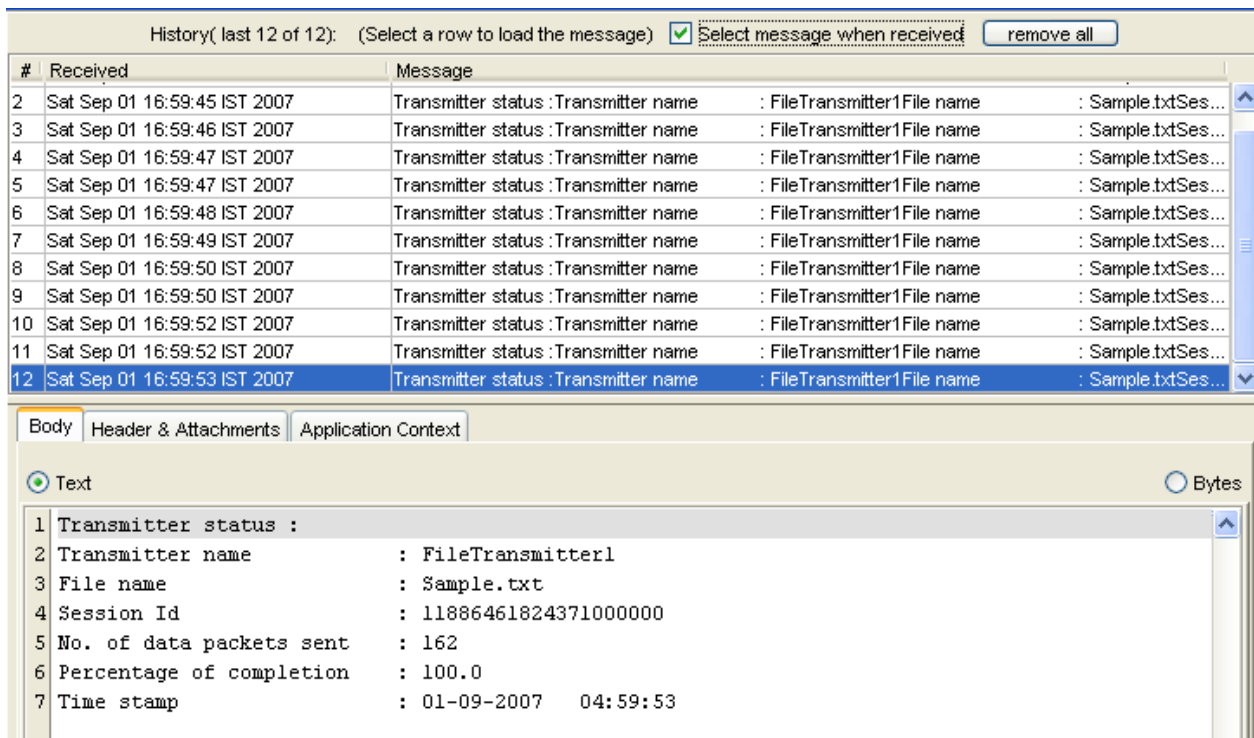 History( last 12 of 12): (Select a row to load the message) Select message when received remove all
# Received Message
2 Sat Sep 01 16:59:45 IST 2007 Transmitter status :Transmitter name : FileTransmitter1File name : Sample.txtSes...
3 Sat Sep 01 16:59:46 IST 2007 Transmitter status :Transmitter name : FileTransmitter1File name : Sample.txtSes...
4 Sat Sep 01 16:59:47 IST 2007 Transmitter status :Transmitter name : FileTransmitter1File name : Sample.txtSes...
5 Sat Sep 01 16:59:47 IST 2007 Transmitter status :Transmitter name : FileTransmitter1File name : Sample.txtSes...
6 Sat Sep 01 16:59:48 IST 2007 Transmitter status :Transmitter name : FileTransmitter1File name : Sample.txtSes...
7 Sat Sep 01 16:59:49 IST 2007 Transmitter status :Transmitter name : FileTransmitter1File name : Sample.txtSes...
8 Sat Sep 01 16:59:50 IST 2007 Transmitter status :Transmitter name : FileTransmitter1File name : Sample.txtSes...
9 Sat Sep 01 16:59:50 IST 2007 Transmitter status :Transmitter name : FileTransmitter1File name : Sample.txtSes...
10 Sat Sep 01 16:59:52 IST 2007 Transmitter status :Transmitter name : FileTransmitter1File name : Sample.txtSes...
11 Sat Sep 01 16:59:52 IST 2007 Transmitter status :Transmitter name : FileTransmitter1File name : Sample.txtSes...
12 Sat Sep 01 16:59:53 IST 2007 Transmitter status :Transmitter name : FileTransmitter1File name : Sample.txtSes...
Body Header & Attachments Application Context
Text Bytes
1 Transmitter status :
2 Transmitter name : FileTransmitter1
3 File name : Sample.txt
4 Session Id : 11886461824371000000
5 No. of data packets sent : 162
6 Percentage of completion : 100.0
7 Time stamp : 01-09-2007 04:59:53